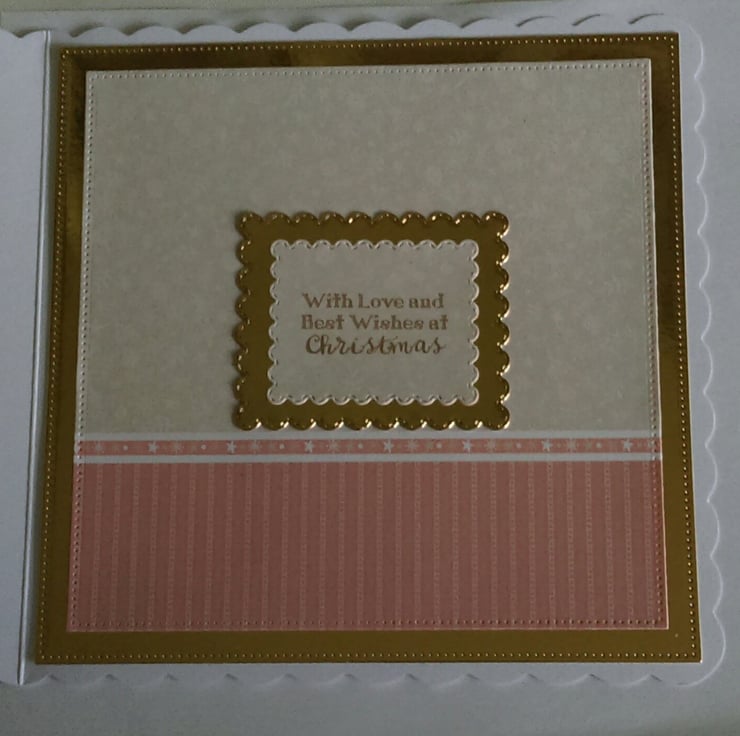 With Love and
Best Wishes at
Christmas